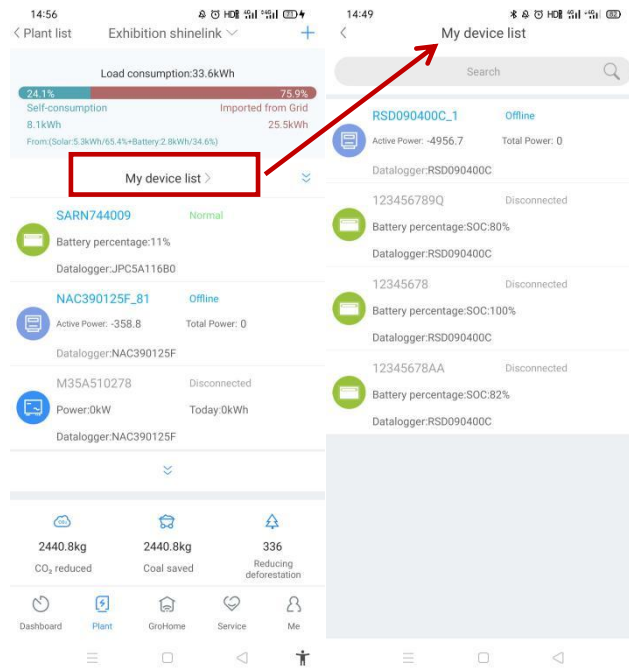 14:56
< Plant list Exhibition shinelink
Load consumption:33.6kWh
24.1% 75.9%
Self-consumption Imported from Grid
8.1kWh 25.5kWh
From:(Solar:5.3kWh/65.4%+Battery:2.8kWh/34.6%)
My device list >
SARN744009 Normal
Battery percentage:11%
Datalogger:JPC5A116B0
NAC390125F_81 Offline
Active Power: -358.8 Total Power: 0
Datalogger:NAC390125F
M35A510278 Disconnected
Power:0kW Today:0kWh
Datalogger:NAC390125F
2440.8kg 2440.8kg 336
CO₂ reduced Coal saved Reducing
deforestation
Dashboard Plant GroHome Service Me
14:49
My device list
Search
RSD090400C_1 Offline
Active Power: -4956.7 Total Power: 0
Datalogger:RSD090400C
123456789Q Disconnected
Battery percentage:SOC:80%
Datalogger:RSD090400C
12345678 Disconnected
Battery percentage:SOC:100%
Datalogger:RSD090400C
12345678AA Disconnected
Battery percentage:SOC:82%
Datalogger:RSD090400C